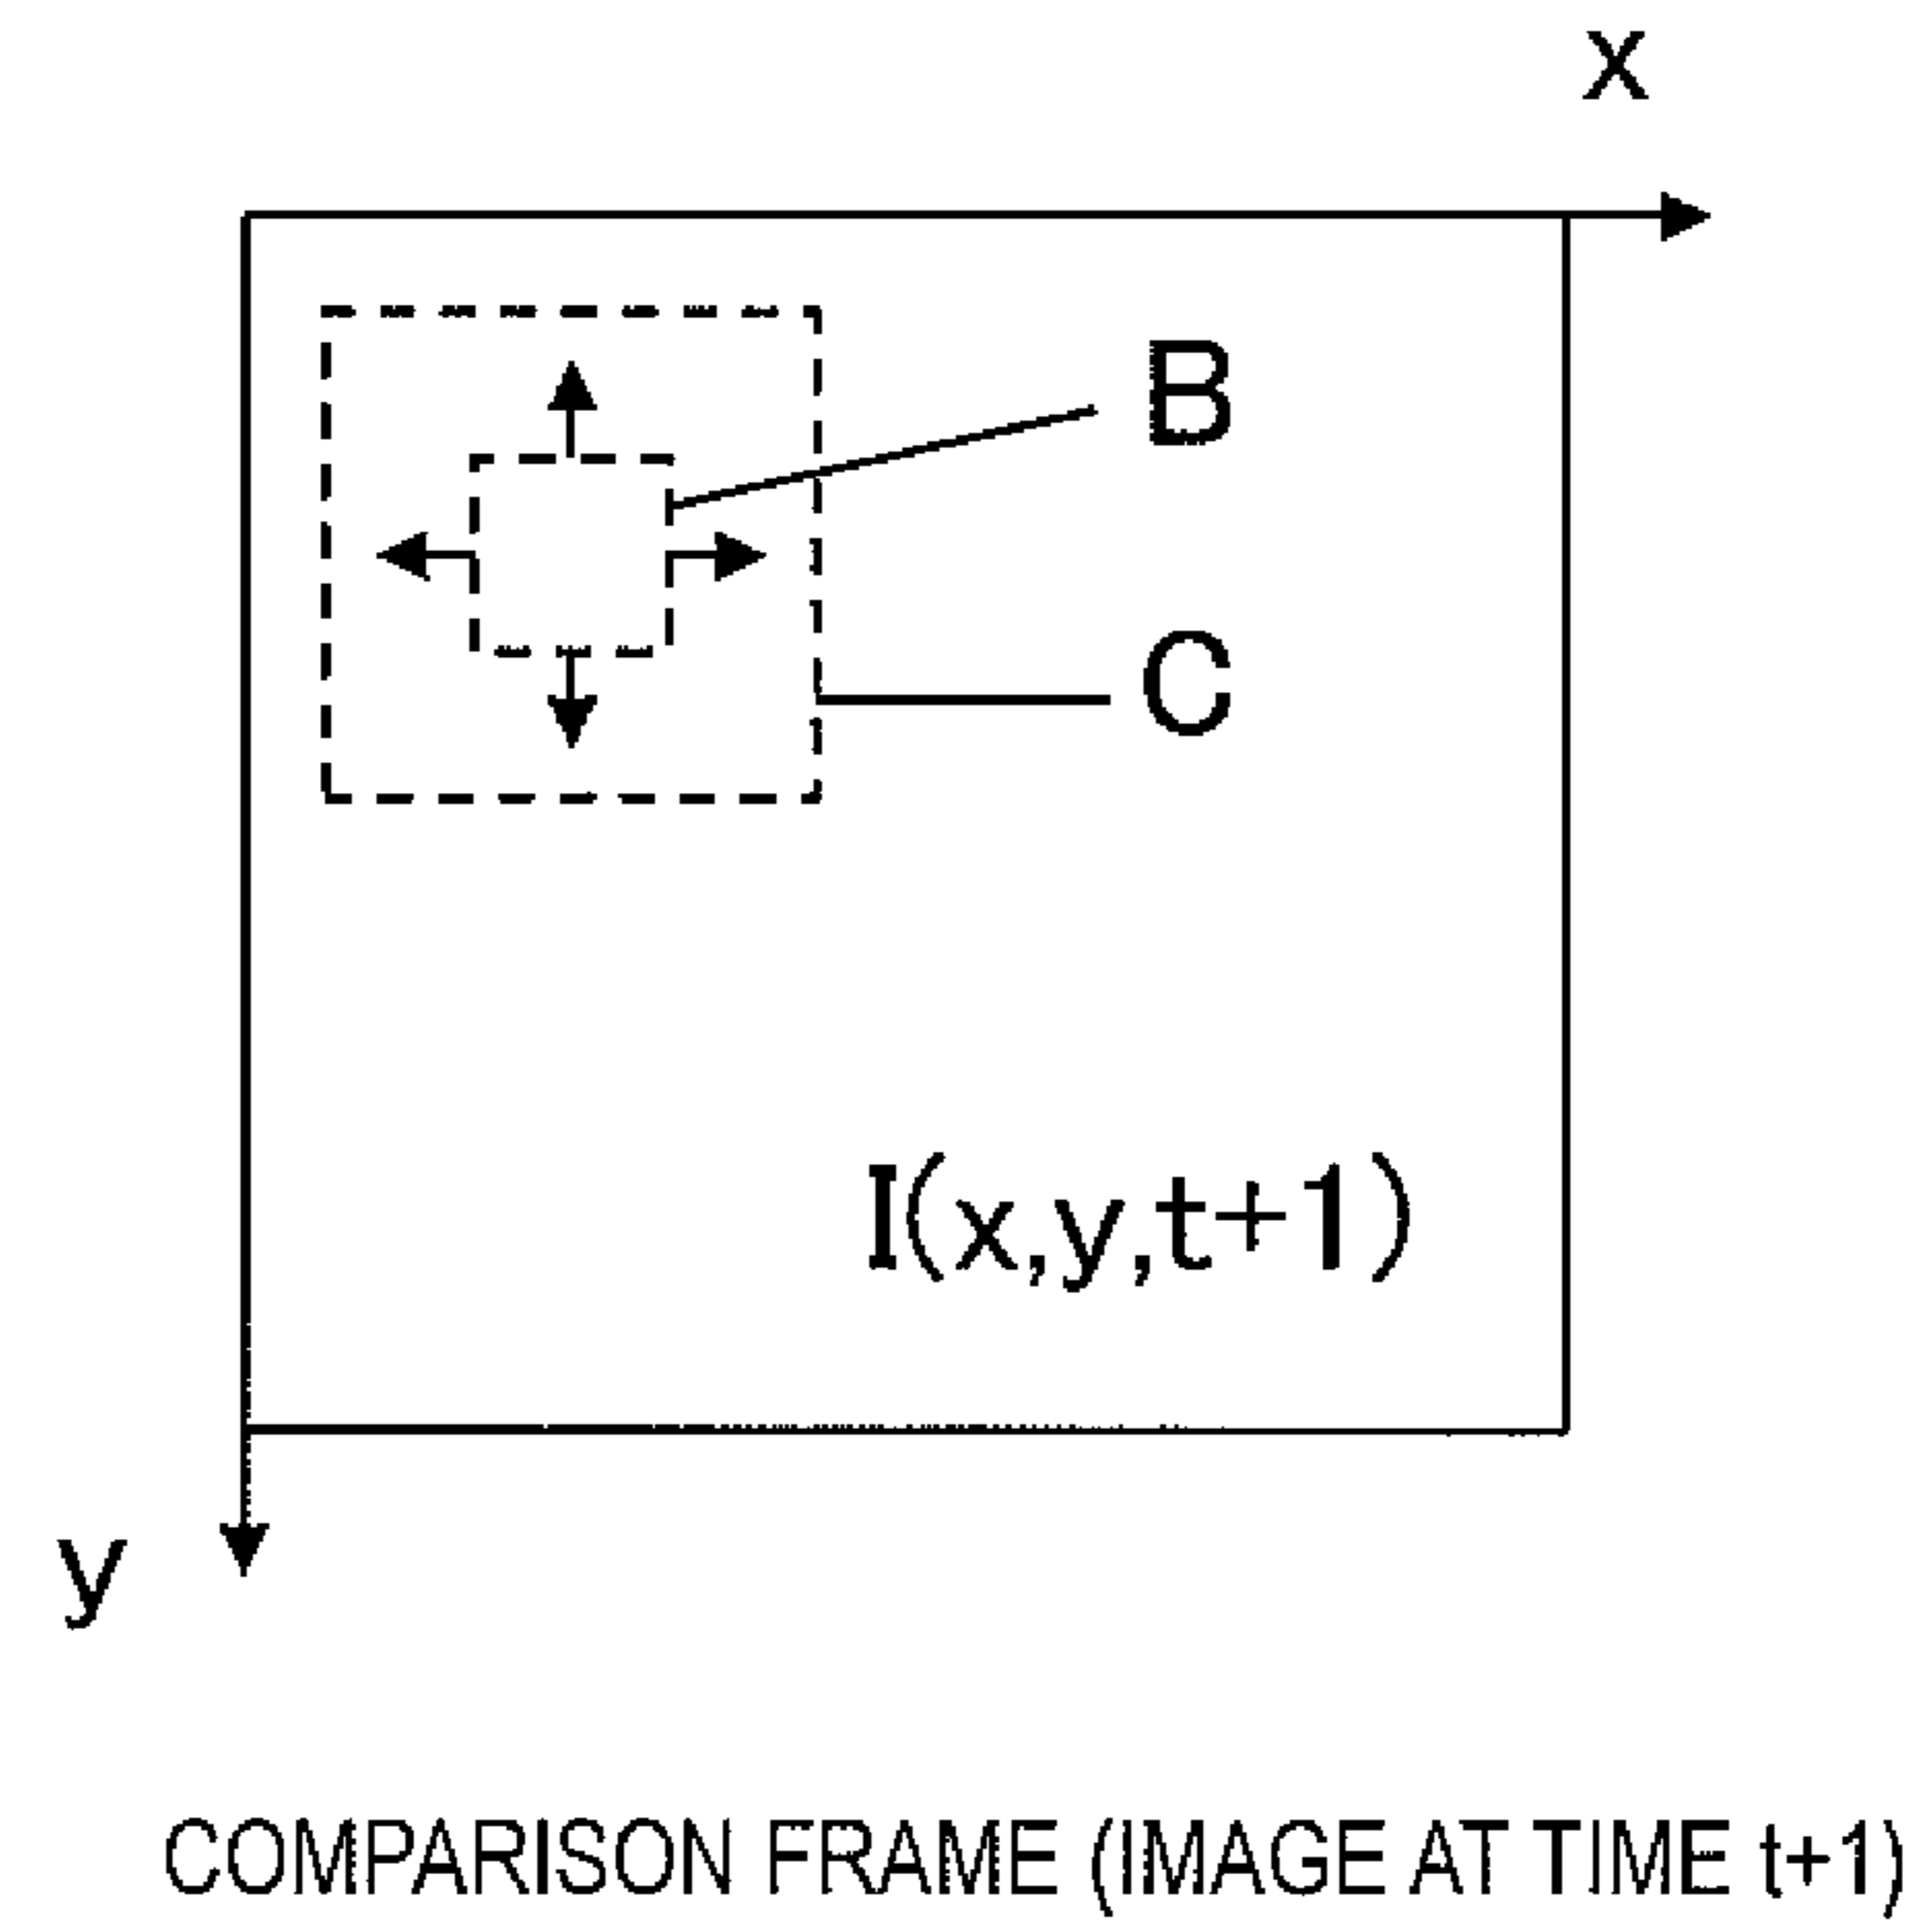 x
B
C
I(x,y,t+1)
y
COMPARISON FRAME (IMAGE AT TIME t+1)